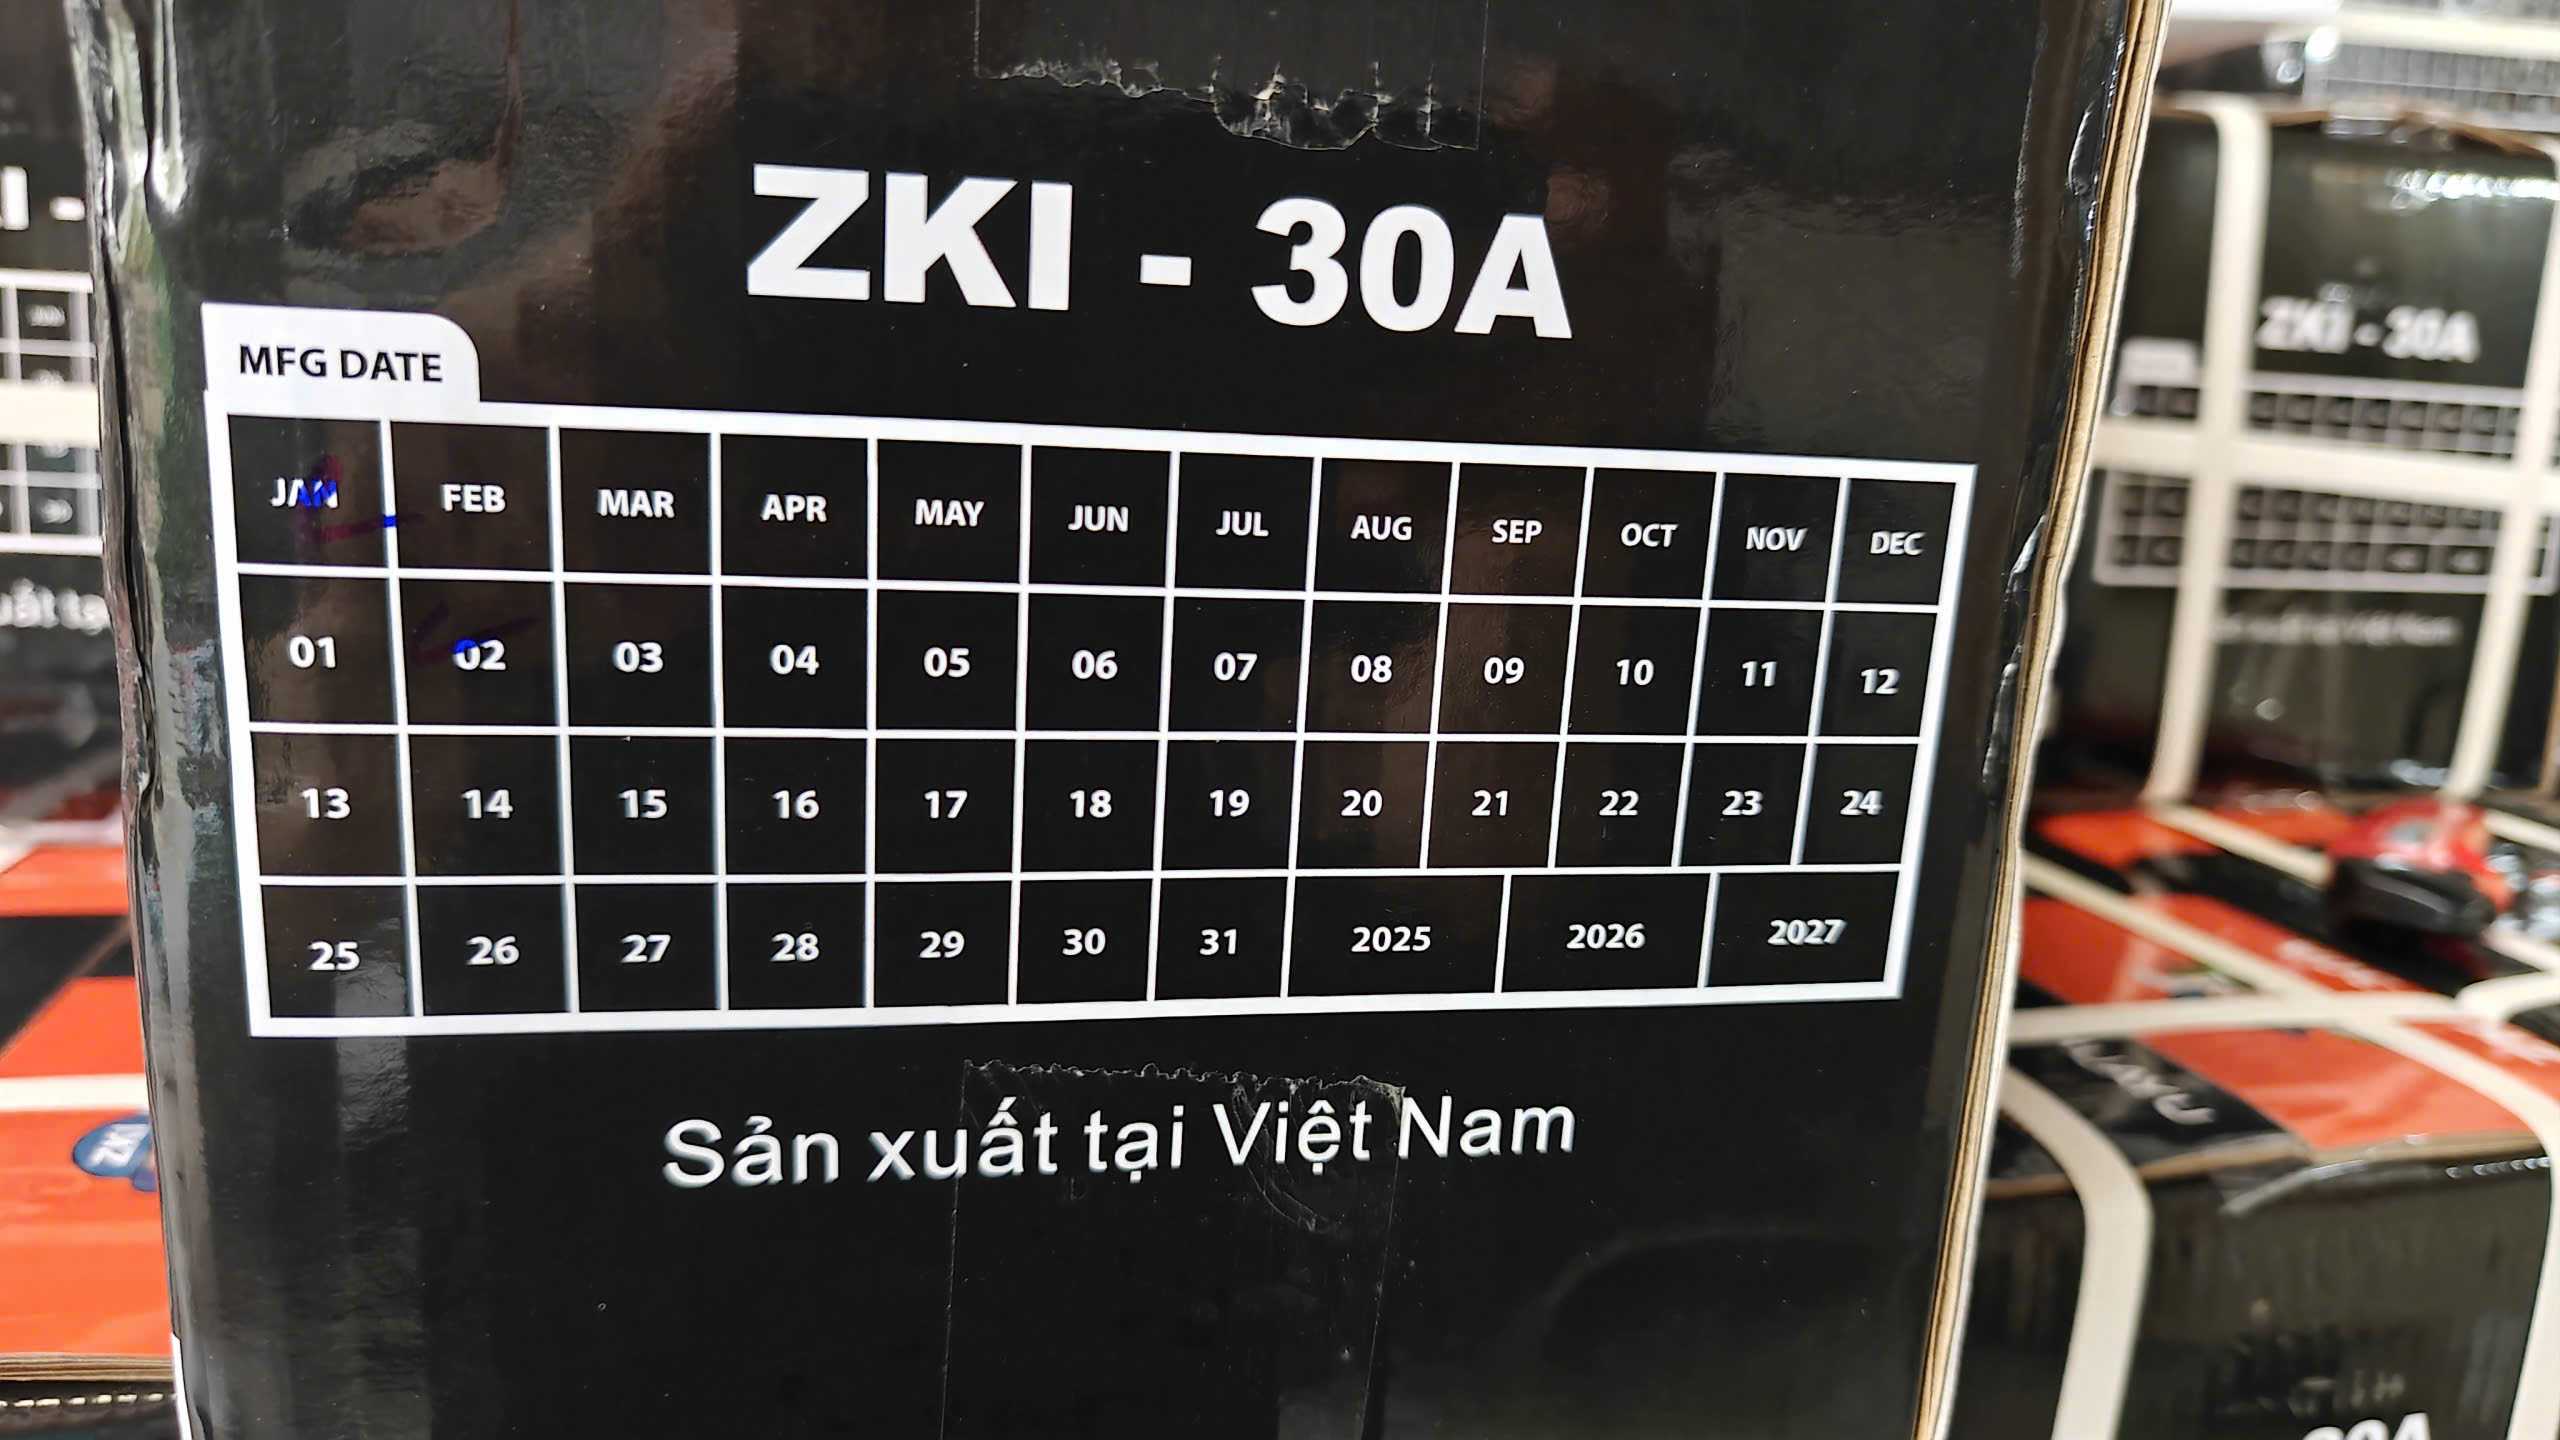 ZKI - 30A
MFG DATE
JAN FEB MAR APR MAY JUN JUL AUG SEP OCT NOV DEC
01 02 03 04 05 06 07 08 09 10 11 12
13 14 15 16 17 18 19 20 21 22 23 24
25 26 27 28 29 30 31 2025 2026 2027
Sản xuất tại Việt Nam
ZKI - 30A